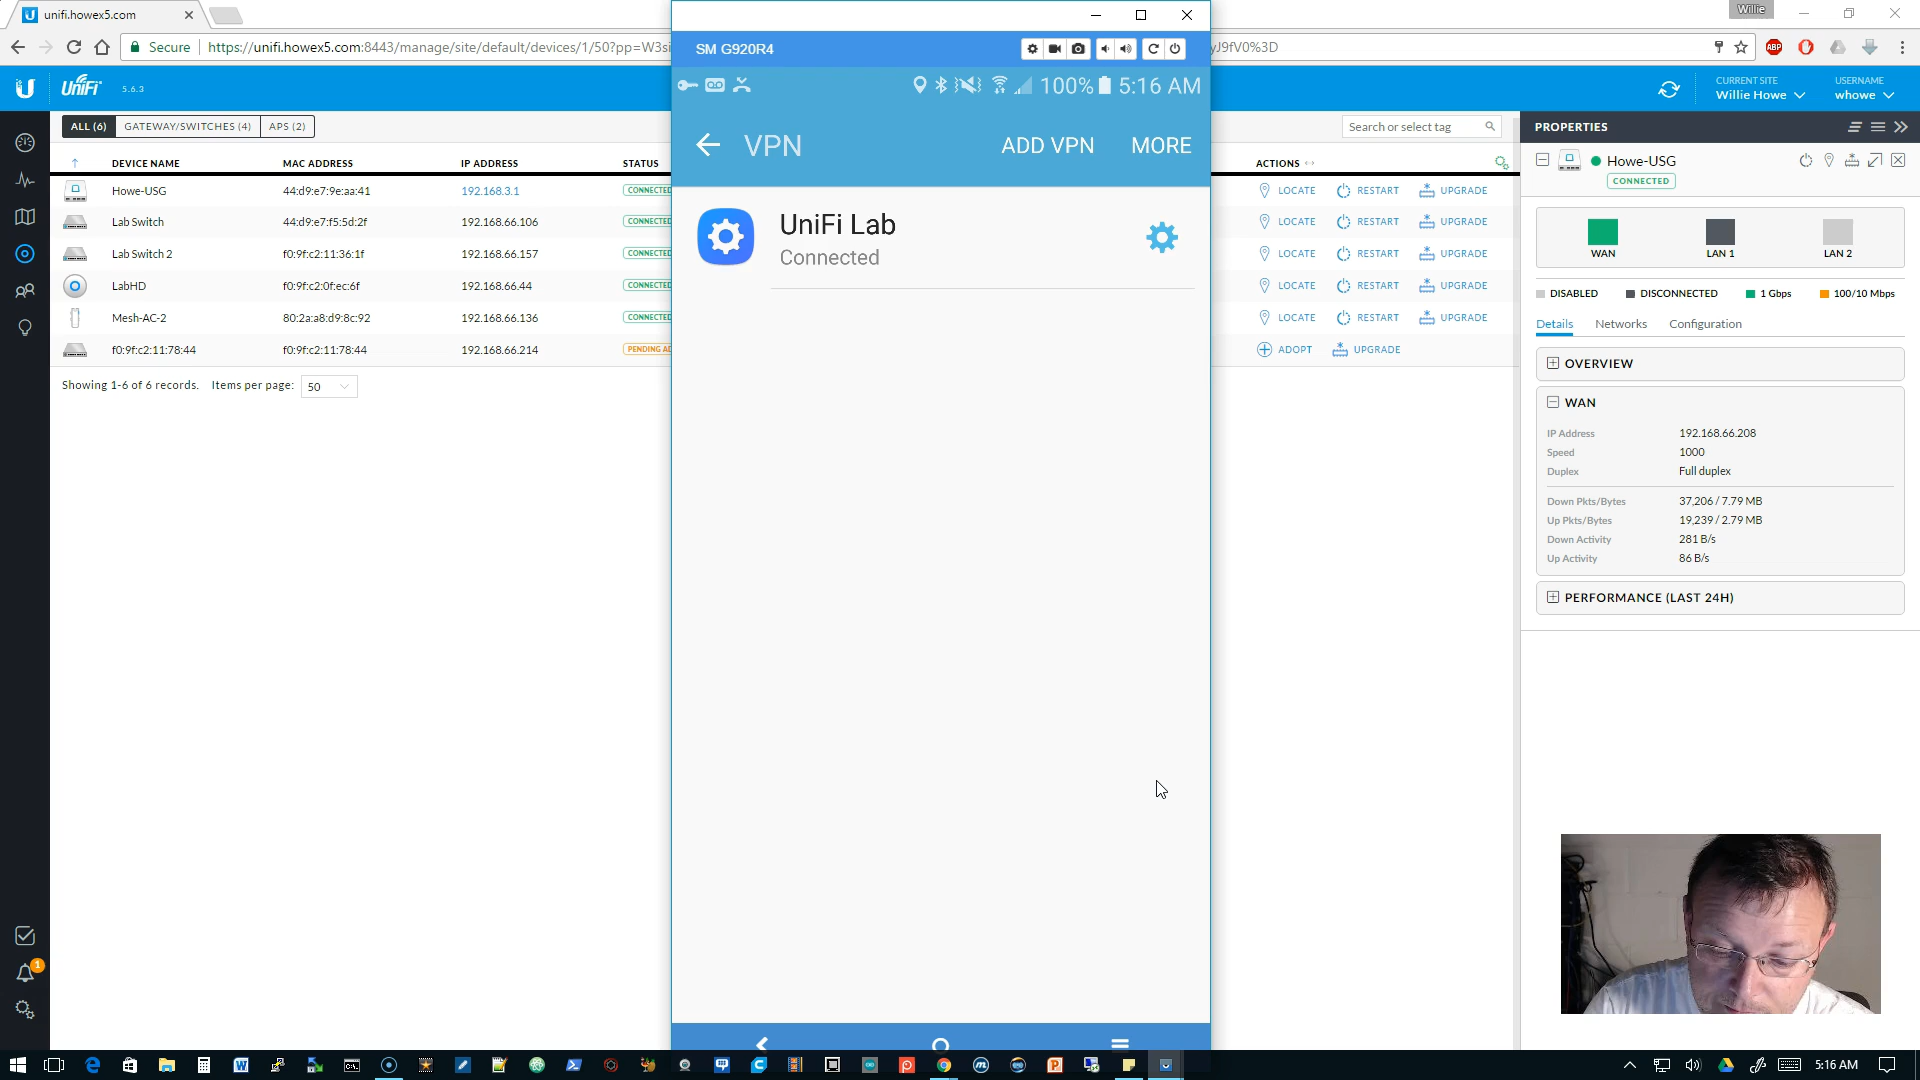 unifi.howex5.com
Willie
Secure
https://unifi.howex5.com:8443/manage/site/default/devices/1/50?pp=W3si
yJ9fV0%3D
ABP
UniFi
5.6.3
CURRENT SITE
Willie Howe
USERNAME
whowe
SM G920R4
100%
5:16 AM
VPN
ADD VPN
MORE
UniFi Lab
Connected
ALL (6)
GATEWAY/SWITCHES (4)
APS (2)
Search or select tag
DEVICE NAME MAC ADDRESS IP ADDRESS STATUS ACTIONS
Howe-USG 44:d9:e7:9e:aa:41 192.168.3.1 CONNECTED LOCATE RESTART UPGRADE
Lab Switch 44:d9:e7:f5:5d:2f 192.168.66.106 CONNECTED LOCATE RESTART UPGRADE
Lab Switch 2 f0:9f:c2:11:36:1f 192.168.66.157 CONNECTED LOCATE RESTART UPGRADE
LabHD f0:9f:c2:0f:ec:6f 192.168.66.44 CONNECTED LOCATE RESTART UPGRADE
Mesh-AC-2 80:2a:a8:d9:8c:92 192.168.66.136 CONNECTED LOCATE RESTART UPGRADE
f0:9f:c2:11:78:44 f0:9f:c2:11:78:44 192.168.66.214 PENDING AD ADOPT UPGRADE
Showing 1-6 of 6 records. Items per page: 50
PROPERTIES
Howe-USG
CONNECTED
WAN LAN 1 LAN 2
DISABLED DISCONNECTED 1 Gbps 100/10 Mbps
Details Networks Configuration
OVERVIEW
WAN
IP Address 192.168.66.208
Speed 1000
Duplex Full duplex
Down Pkts/Bytes 37,206 / 7.79 MB
Up Pkts/Bytes 19,239 / 2.79 MB
Down Activity 281 B/s
Up Activity 86 B/s
PERFORMANCE (LAST 24H)
1
5:16 AM